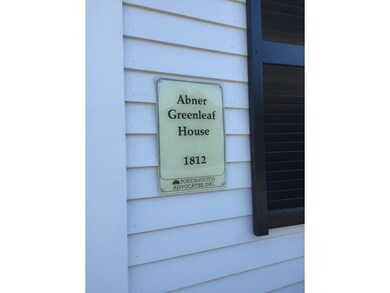 Abner
Greenleaf
House
1812
PORTSMOUTH
ADVOCATES, INC.